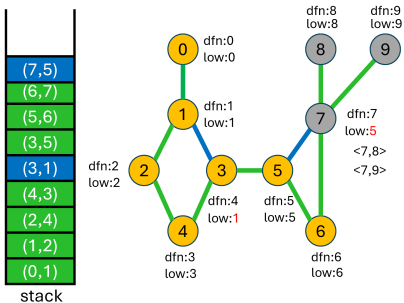 (7,5)
(6,7)
(5,6)
(3,5)
(3,1)
(4,3)
(2,4)
(1,2)
(0,1)
stack
0
dfn:0
low:0
1
dfn:1
low:1
dfn:2
low:2
2
3
dfn:4
low:1
4
dfn:3
low:3
5
dfn:5
low:5
6
dfn:6
low:6
7
dfn:7
low:5
<7,8>
<7,9>
dfn:8
low:8
8
dfn:9
low:9
9